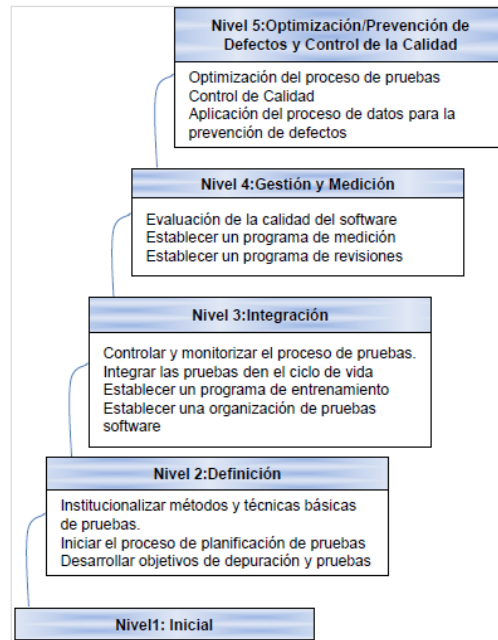 Nivel 5:Optimización/Prevención de
Defectos y Control de la Calidad
Optimización del proceso de pruebas
Control de Calidad
Aplicación del proceso de datos para la
prevención de defectos
Nivel 4:Gestión y Medición
Evaluación de la calidad del software
Establecer un programa de medición
Establecer un programa de revisiones
Nivel 3:Integración
Controlar y monitorizar el proceso de pruebas.
Integrar las pruebas den el ciclo de vida
Establecer un programa de entrenamiento
Establecer una organización de pruebas
software
Nivel 2:Definición
Institucionalizar métodos y técnicas básicas
de pruebas.
Iniciar el proceso de planificación de pruebas
Desarrollar objetivos de depuración y pruebas
Nivel1: Inicial